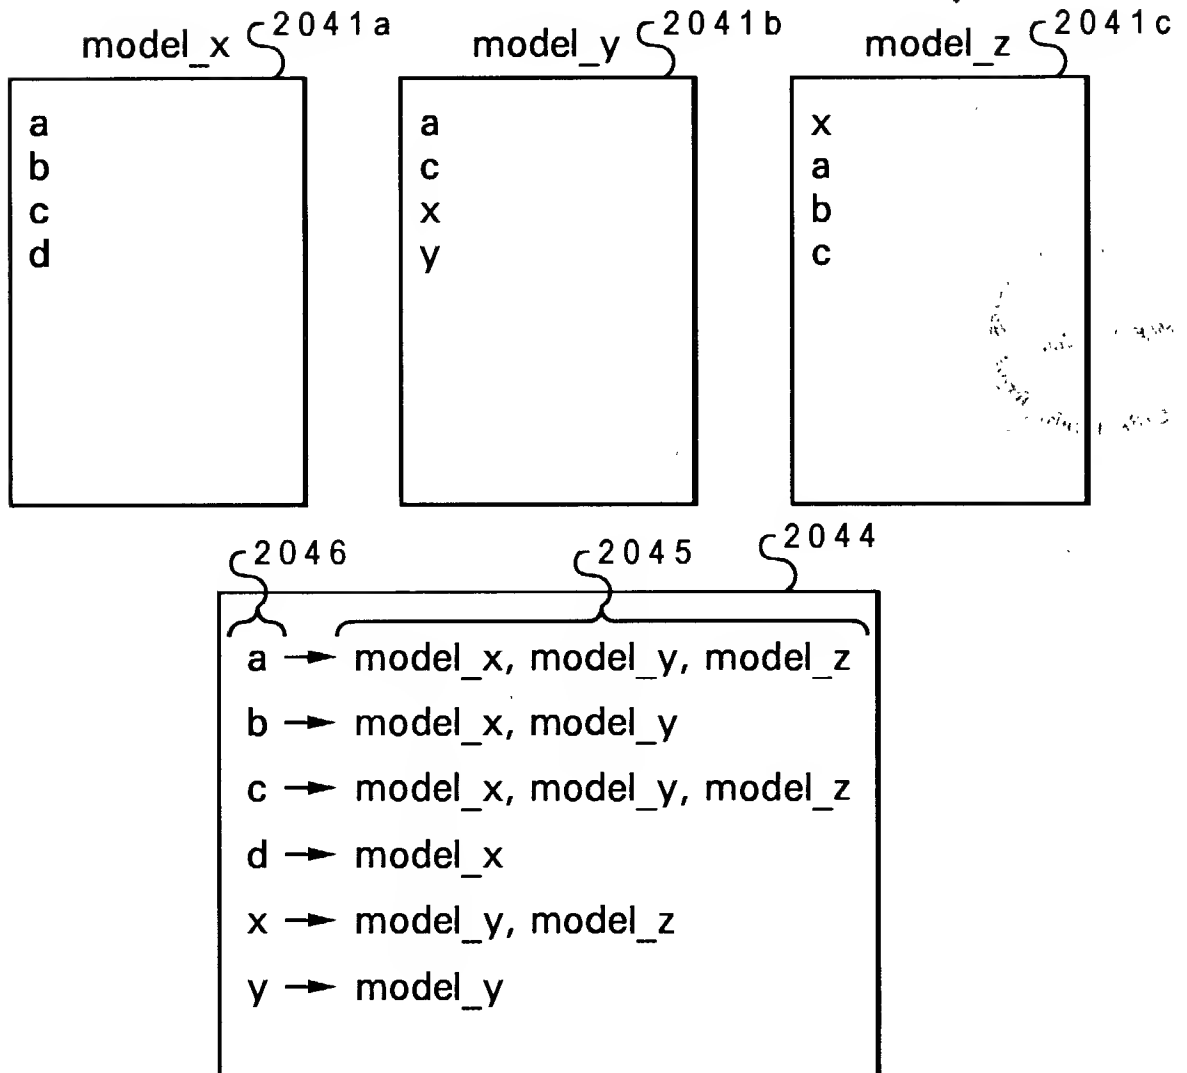 model_x 2041a
a
b
c
d
model_y 2041b
a
c
x
y
model_z 2041c
x
a
b
c
2046 2045 2044
a → model_x, model_y, model_z
b → model_x, model_y
c → model_x, model_y, model_z
d → model_x
x → model_y, model_z
y → model_y